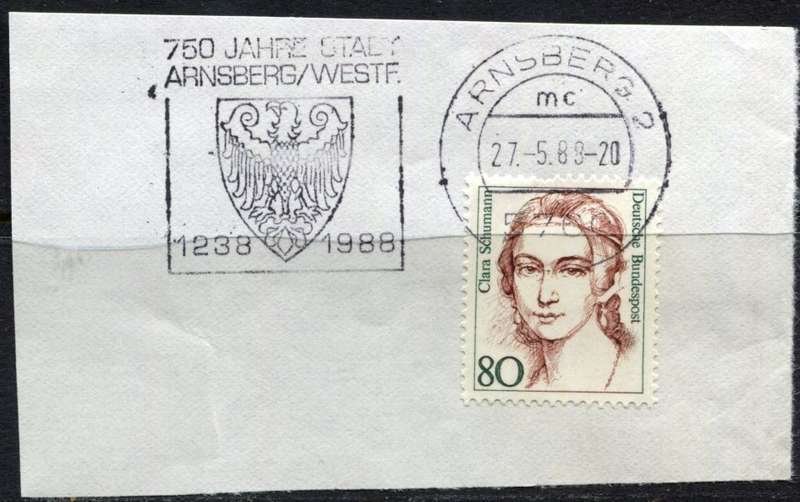 750 JAHRE STADT
ARNSBERG/WESTF.
1238 1988
ARNSBERG 2
mc
27.-5.88-20
Clara Schumann
Deutsche Bundespost
80